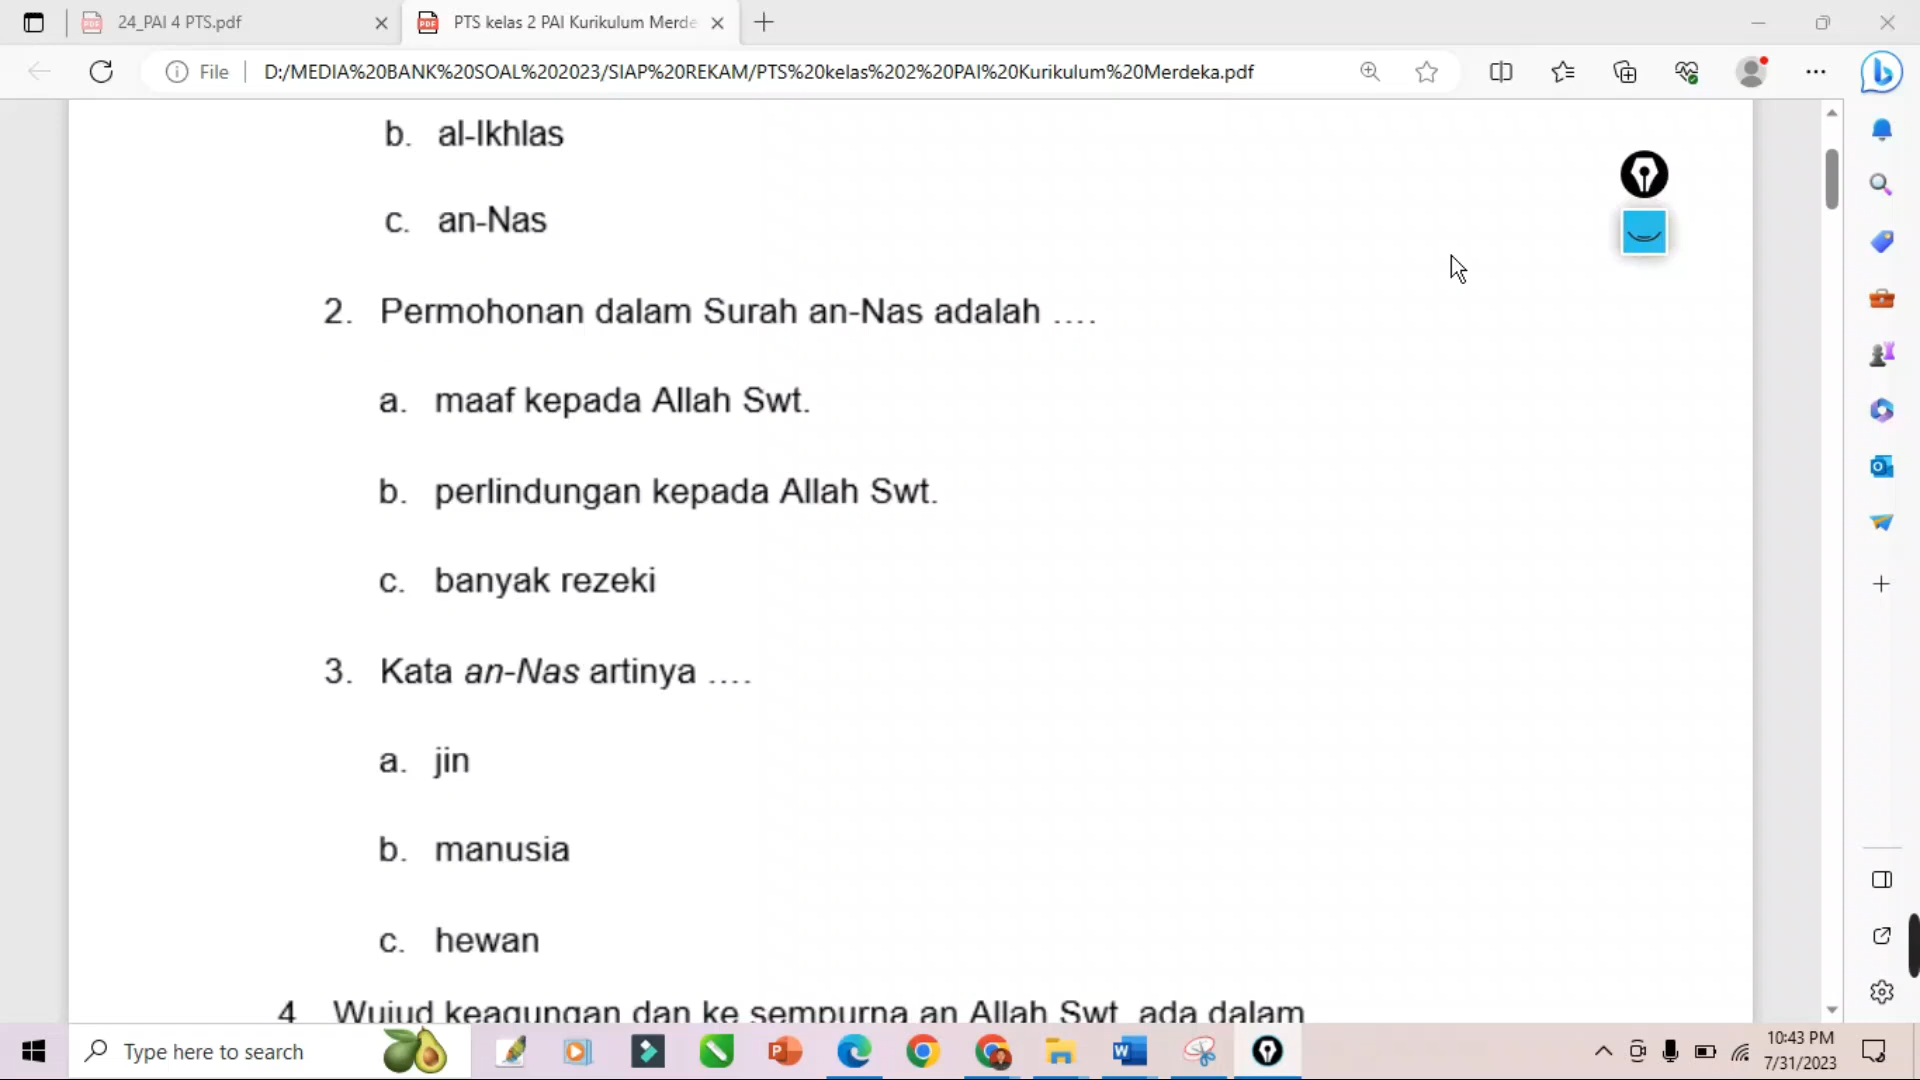 24_PAI 4 PTS.pdf
PTS kelas 2 PAI Kurikulum Merde
File
D:/MEDIA%20BANK%20SOAL%202023/SIAP%20REKAM/PTS%20kelas%202%20PAI%20Kurikulum%20Merdeka.pdf
b. al-Ikhlas
c. an-Nas
2. Permohonan dalam Surah an-Nas adalah ….
a. maaf kepada Allah Swt.
b. perlindungan kepada Allah Swt.
c. banyak rezeki
3. Kata an-Nas artinya ….
a. jin
b. manusia
c. hewan
4 Wujud keagungan dan ke sempurna an Allah Swt ada dalam
Type here to search
10:43 PM
7/31/2023